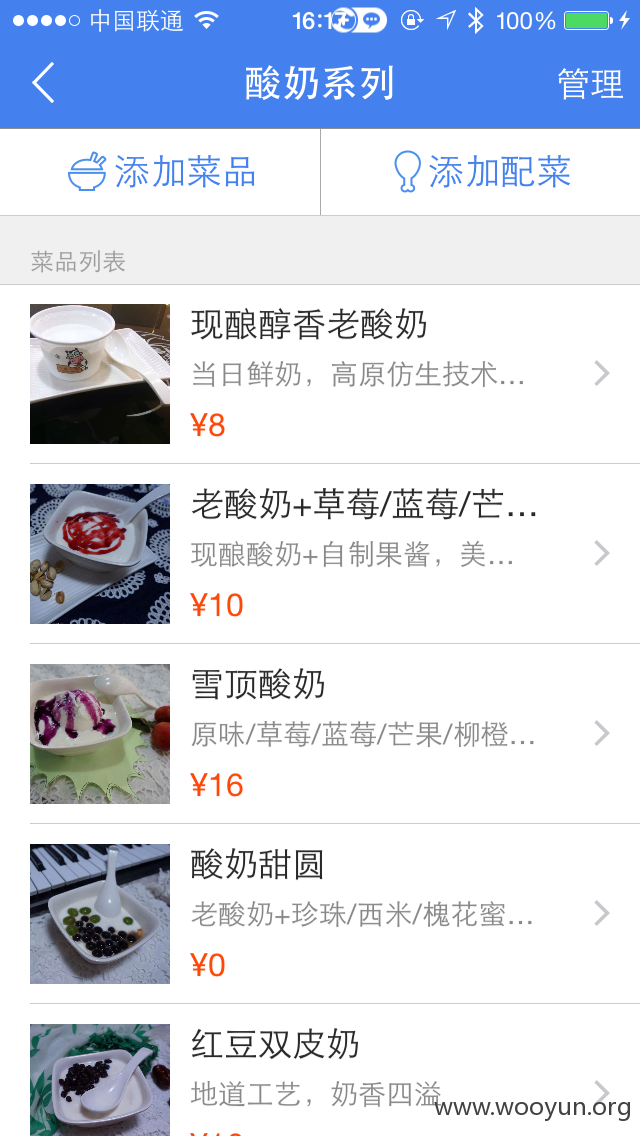 中国联通 16:17 100%
酸奶系列 管理
添加菜品 添加配菜
菜品列表
现酿醇香老酸奶
当日鲜奶，高原仿生技术...
¥8
老酸奶+草莓/蓝莓/芒...
现酿酸奶+自制果酱，美...
¥10
雪顶酸奶
原味/草莓/蓝莓/芒果/柳橙...
¥16
酸奶甜圆
老酸奶+珍珠/西米/槐花蜜...
¥0
红豆双皮奶
地道工艺，奶香四溢
www.wooyun.org